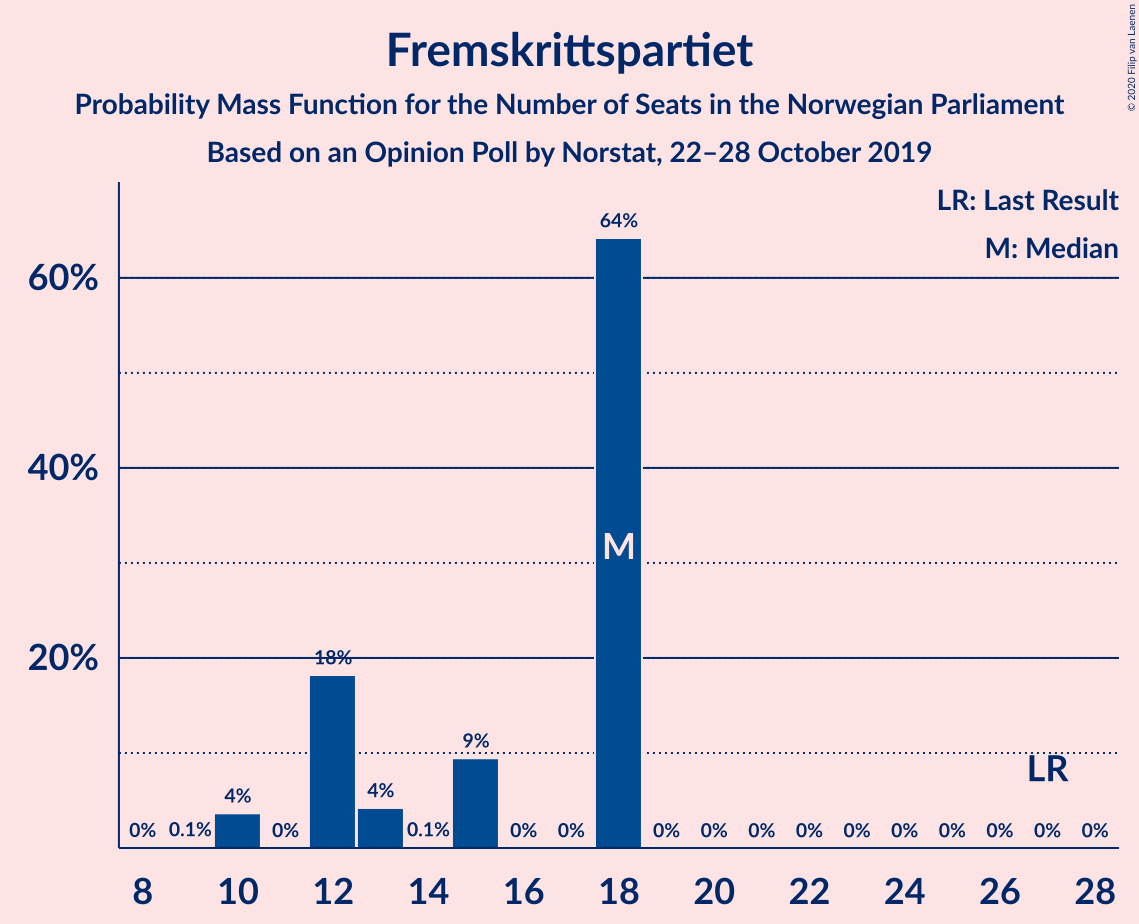 Fremskrittspartiet
Probability Mass Function for the Number of Seats in the Norwegian Parliament
Based on an Opinion Poll by Norstat, 22–28 October 2019
© 2020 Filip van Laenen
LR: Last Result
M: Median
60%
40%
20%
0% 0.1% 4% 0% 18% 4% 0.1% 9% 0% 0% 64% 0% 0% 0% 0% 0% 0% 0% 0% 0% 0%
M
LR
8 10 12 14 16 18 20 22 24 26 28